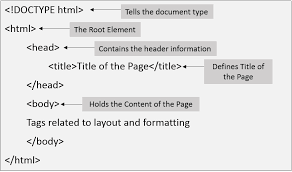 <!DOCTYPE html> Tells the document type
<html> The Root Element
<head> Contains the header information
<title>Title of the Page</title> Defines Title of
the Page
</head>
<body> Holds the Content of the Page
Tags related to layout and formatting
</body>
</html>